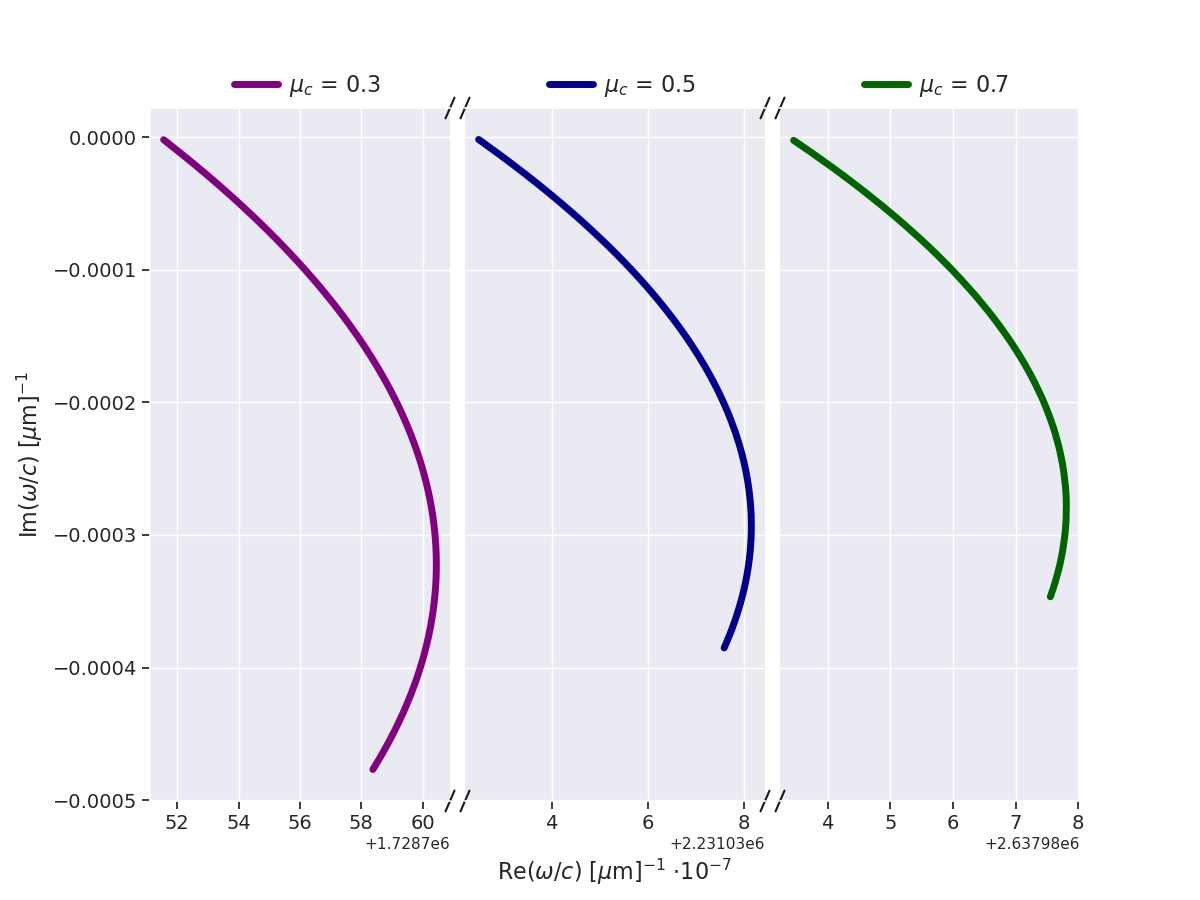 μc = 0.3
μc = 0.5
μc = 0.7
0.0000
−0.0001
−0.0002
−0.0003
−0.0004
−0.0005
Im(ω/c) [μm]⁻¹
52 54 56 58 60 4 6 8 4 5 6 7 8
+1.7287e6 +2.23103e6 +2.63798e6
Re(ω/c) [μm]⁻¹ ·10⁻⁷